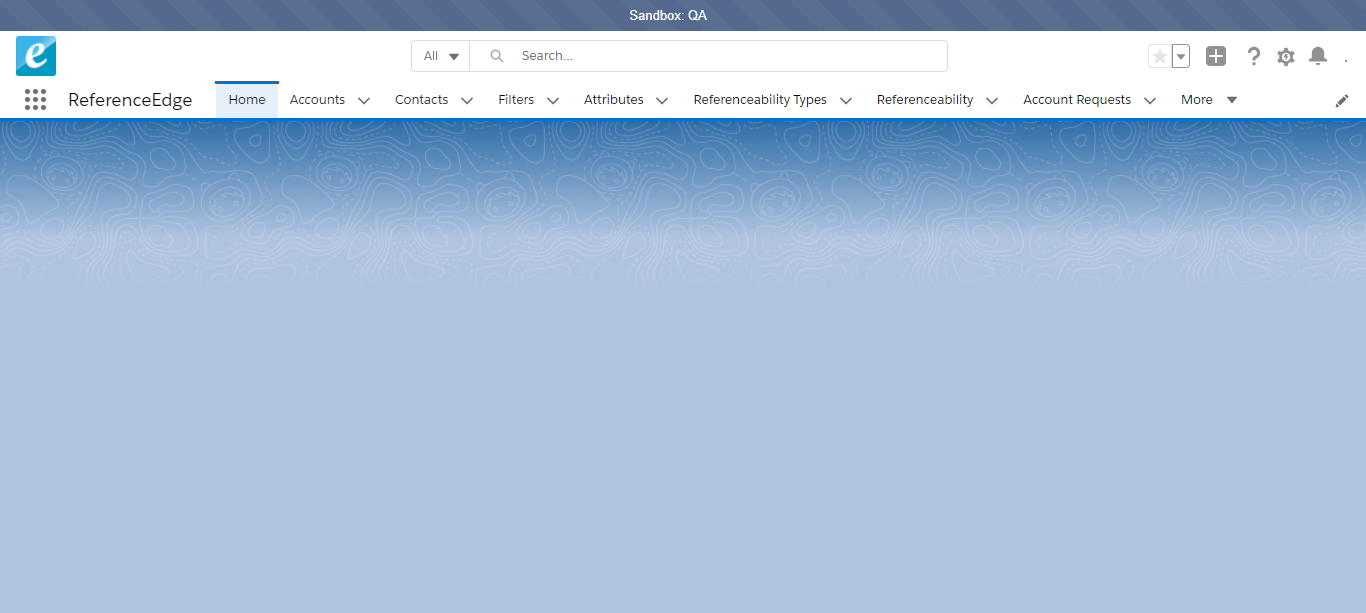 Sandbox: QA
All Search...
ReferenceEdge Home Accounts Contacts Filters Attributes Referenceability Types Referenceability Account Requests More